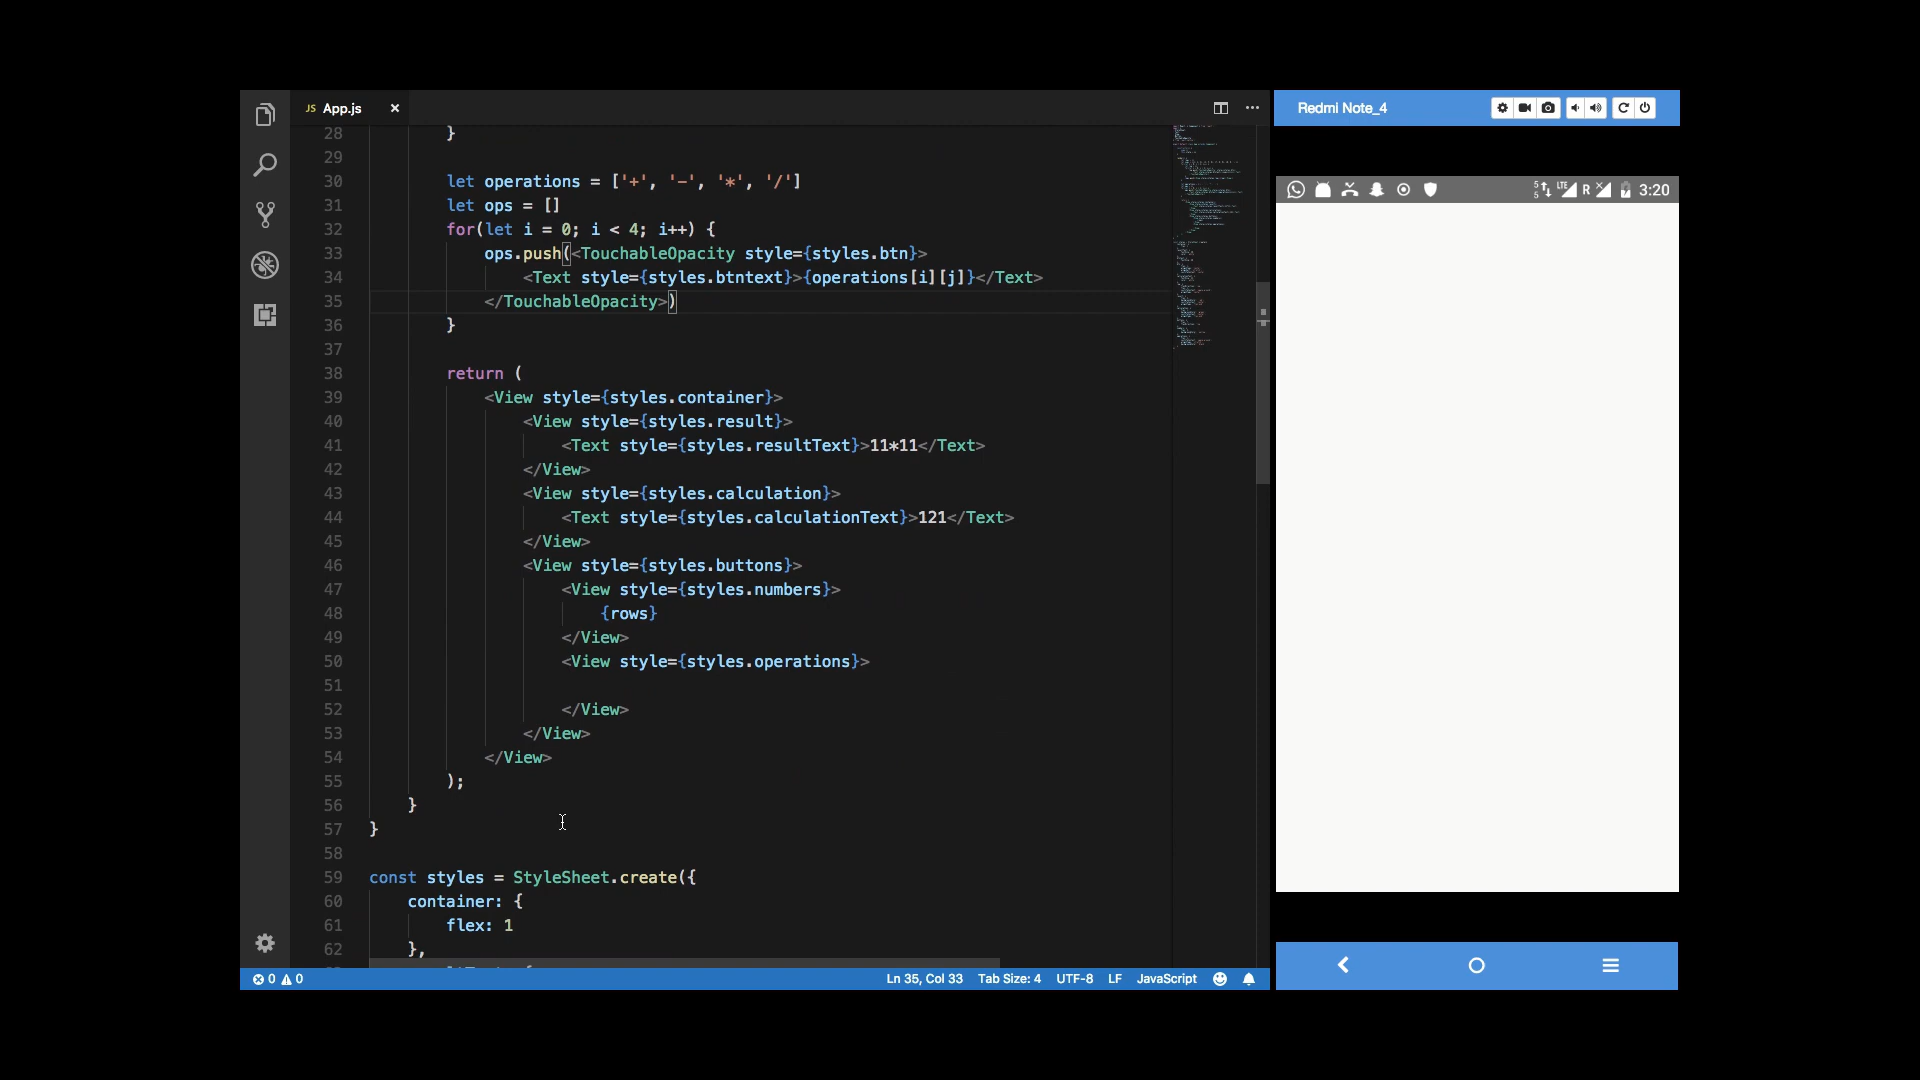 JS App.js ×
Redmi Note_4
28 }
29
30 let operations = ['+', '-', '*', '/']
31 let ops = []
32 for(let i = 0; i < 4; i++) {
33 ops.push(<TouchableOpacity style={styles.btn}>
34 <Text style={styles.btntext}>{operations[i][j]}</Text>
35 </TouchableOpacity>)
36 }
37
38 return (
39 <View style={styles.container}>
40 <View style={styles.result}>
41 <Text style={styles.resultText}>11*11</Text>
42 </View>
43 <View style={styles.calculation}>
44 <Text style={styles.calculationText}>121</Text>
45 </View>
46 <View style={styles.buttons}>
47 <View style={styles.numbers}>
48 {rows}
49 </View>
50 <View style={styles.operations}>
51
52 </View>
53 </View>
54 </View>
55 );
56 }
57 }
58
59 const styles = StyleSheet.create({
60 container: {
61 flex: 1
62 },
5 5 LTE R 3:20
0 0 Ln 35, Col 33 Tab Size: 4 UTF-8 LF JavaScript